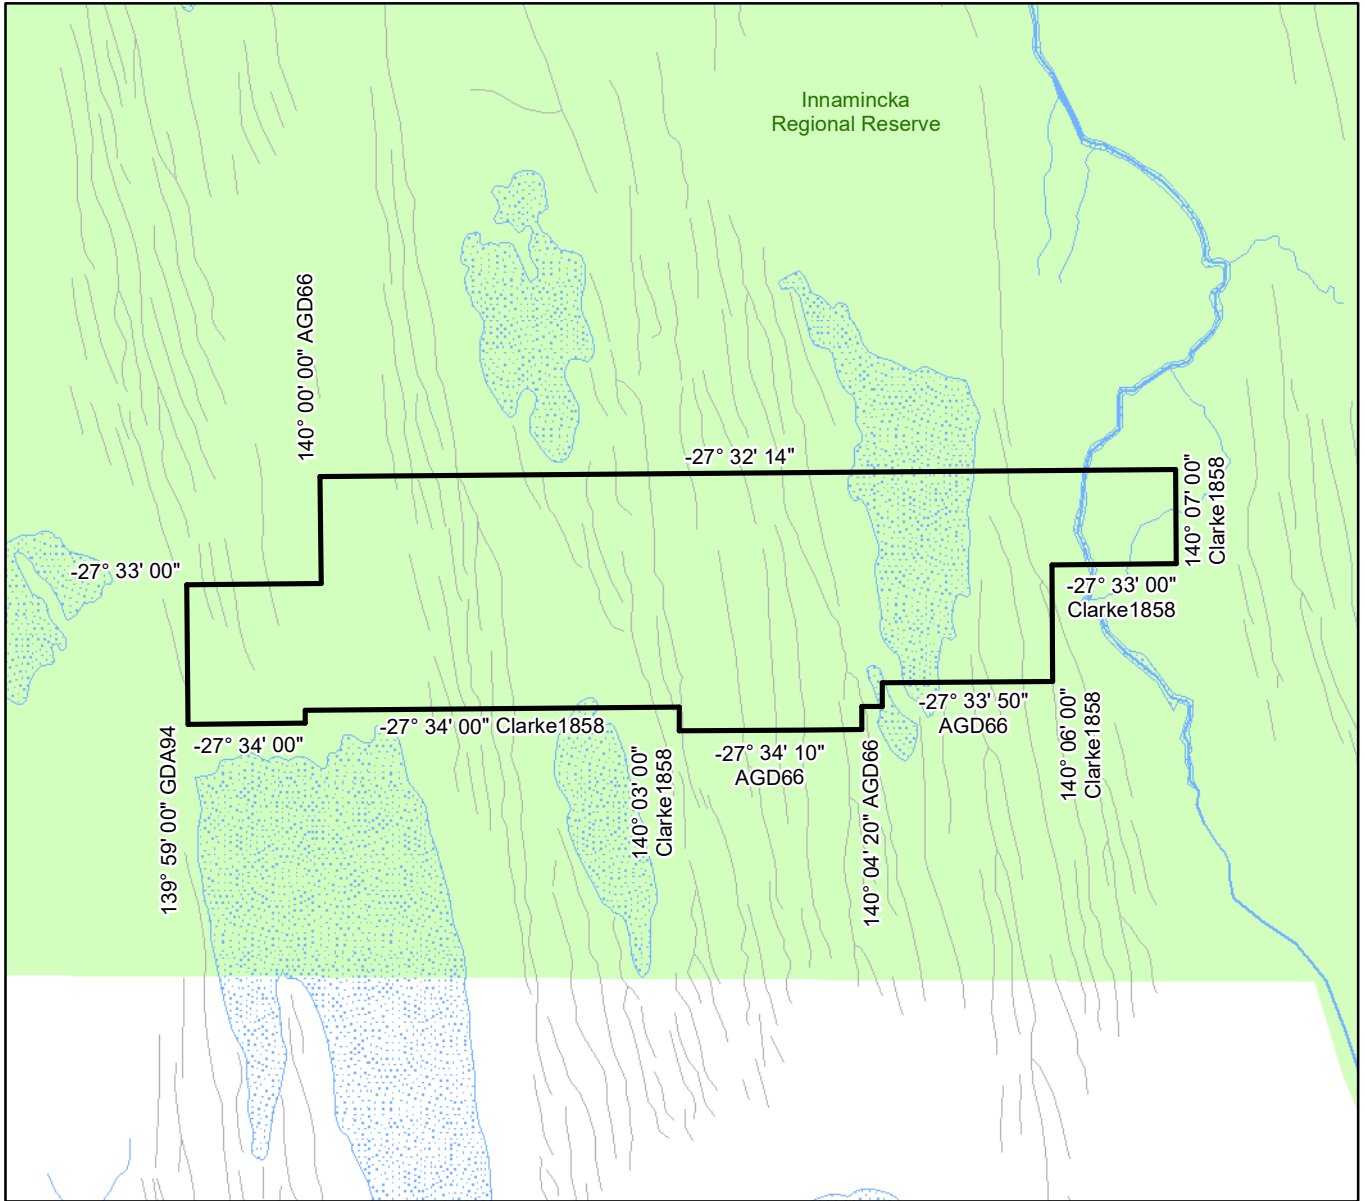 Innamincka
Regional Reserve
140° 00' 00" AGD66
-27° 32' 14"
140° 07' 00"
Clarke1858
-27° 33' 00"
-27° 33' 00"
Clarke1858
-27° 34' 00"
-27° 34' 00" Clarke1858
-27° 33' 50"
AGD66
-27° 34' 10"
AGD66
139° 59' 00" GDA94
140° 03' 00"
Clarke1858
140° 04' 20" AGD66
140° 06' 00"
Clarke1858